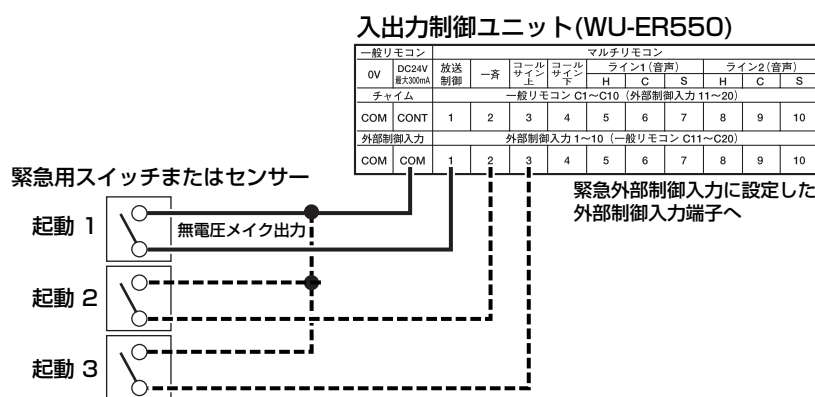 入出力制御ユニット(WU-ER550)
一般リモコン マルチリモコン
0V DC24V 最大300mA 放送制御 一斉 コールサイン上 コールサイン下 ライン1(音声) ライン2(音声)
H C S H C S
チャイム 一般リモコン C1~C10(外部制御入力 11~20)
COM CONT 1 2 3 4 5 6 7 8 9 10
外部制御入力 外部制御入力 1~10(一般リモコン C11~C20)
COM COM 1 2 3 4 5 6 7 8 9 10
緊急用スイッチまたはセンサー
緊急外部制御入力に設定した
外部制御入力端子へ
起動 1
無電圧メイク出力
起動 2
起動 3